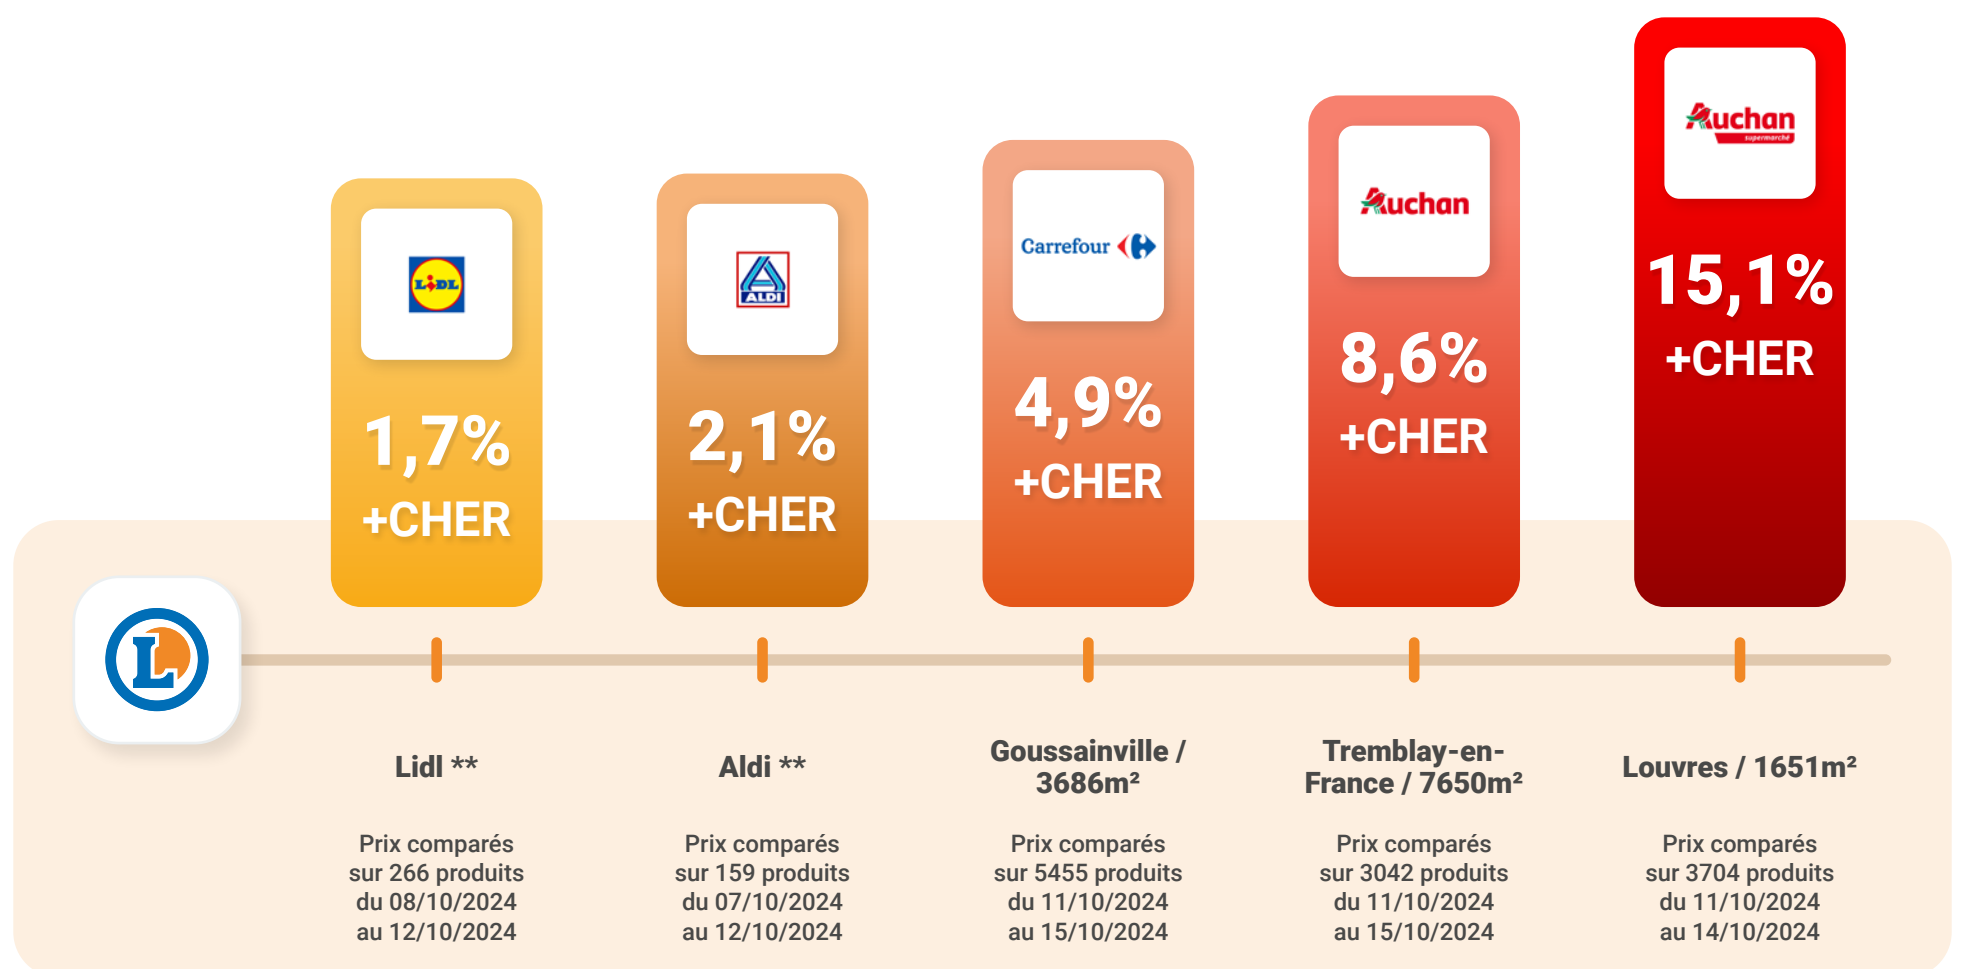 LIDL
1,7%
+CHER
ALDI
2,1%
+CHER
Carrefour
4,9%
+CHER
Auchan
8,6%
+CHER
Auchan
supermarché
15,1%
+CHER
L
Lidl **
Prix comparés
sur 266 produits
du 08/10/2024
au 12/10/2024
Aldi **
Prix comparés
sur 159 produits
du 07/10/2024
au 12/10/2024
Goussainville /
3686m²
Prix comparés
sur 5455 produits
du 11/10/2024
au 15/10/2024
Tremblay-en-
France / 7650m²
Prix comparés
sur 3042 produits
du 11/10/2024
au 15/10/2024
Louvres / 1651m²
Prix comparés
sur 3704 produits
du 11/10/2024
au 14/10/2024